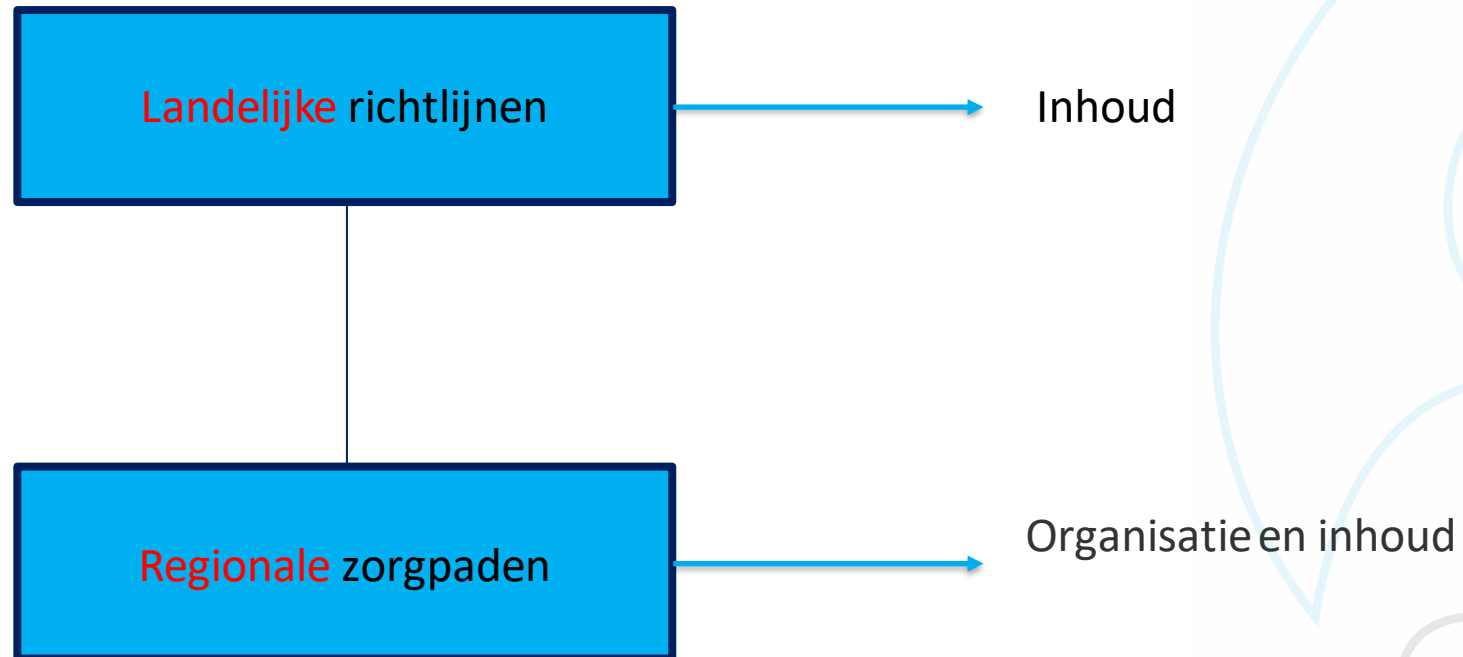 Landelijke richtlijnen
Inhoud
Regionale zorgpaden
Organisatie en inhoud